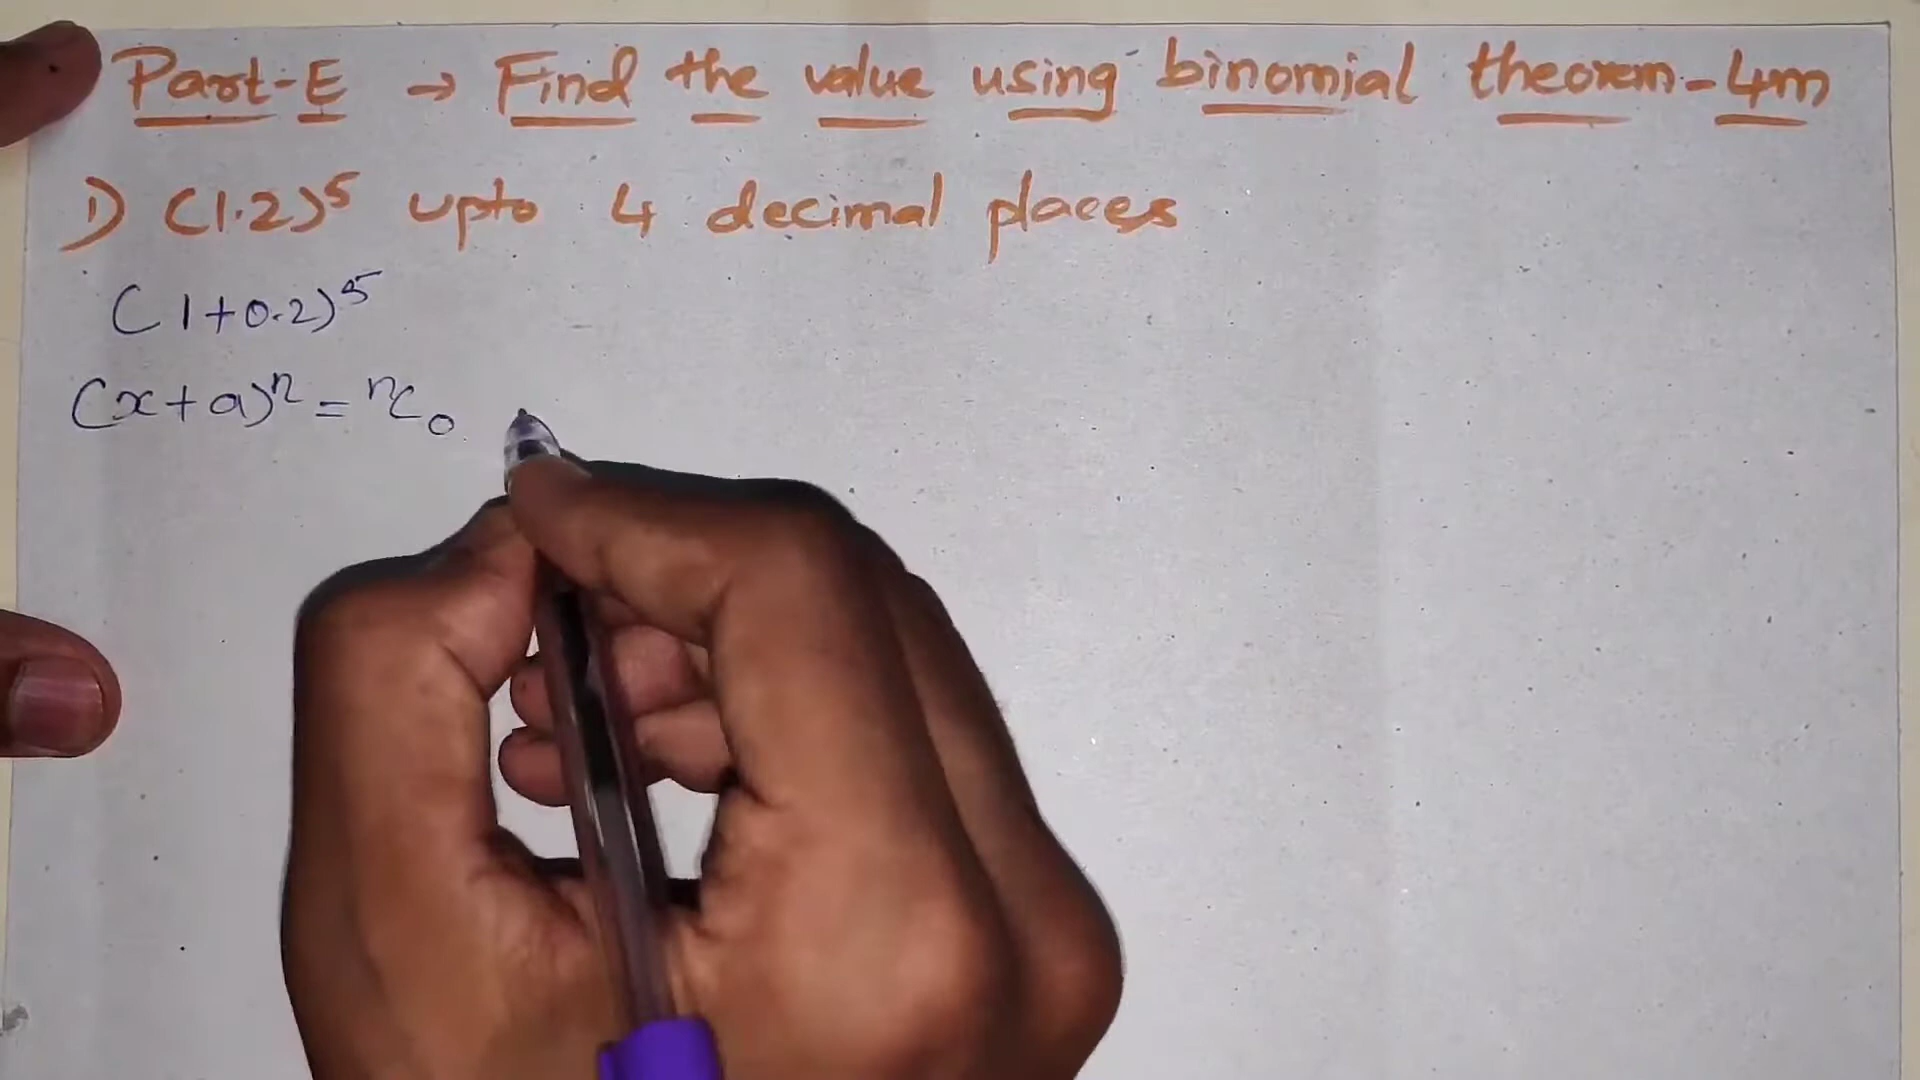 Part-E → Find the value using binomial theorem - 4m
1) (1.2)⁵ upto 4 decimal places
(1+0.2)⁵
(x+a)ⁿ = ⁿC₀